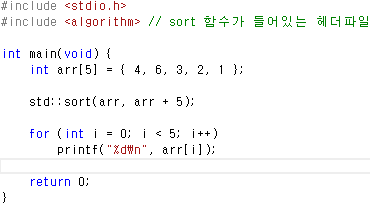 #include <stdio.h>
#include <algorithm> // sort 함수가 들어있는 헤더파일
int main(void) {
    int arr[5] = { 4, 6, 3, 2, 1 };
    std::sort(arr, arr + 5);
    for (int i = 0; i < 5; i++)
        printf("%d₩n", arr[i]);
    return 0;
}